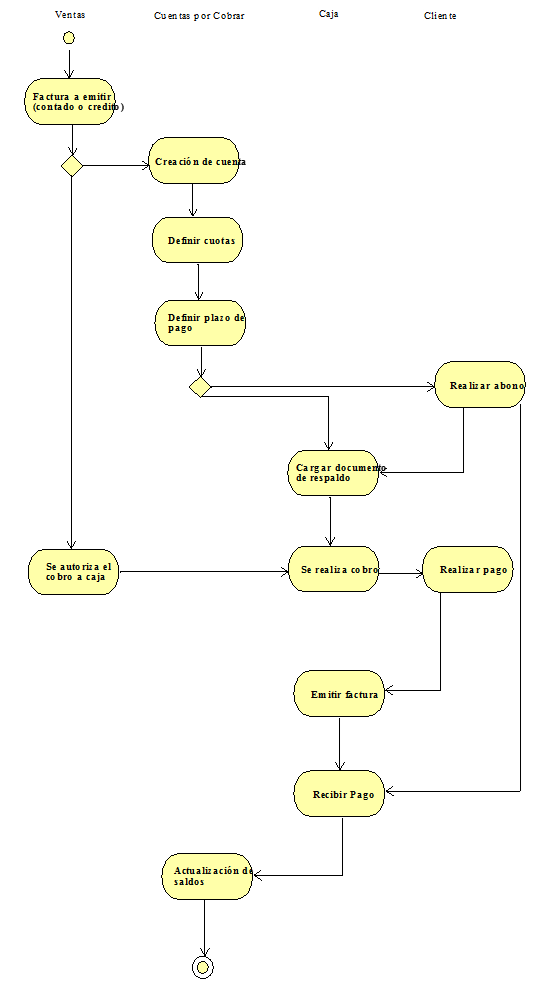 Ventas
Cuentas por Cobrar
Caja
Cliente
Factura a emitir
(contado o credito)
Creación de cuenta
Definir cuotas
Definir plazo de
pago
Realizar abono
Cargar documento
de respaldo
Se autoriza el
cobro a caja
Se realiza cobro
Realizar pago
Emitir factura
Recibir Pago
Actualización de
saldos